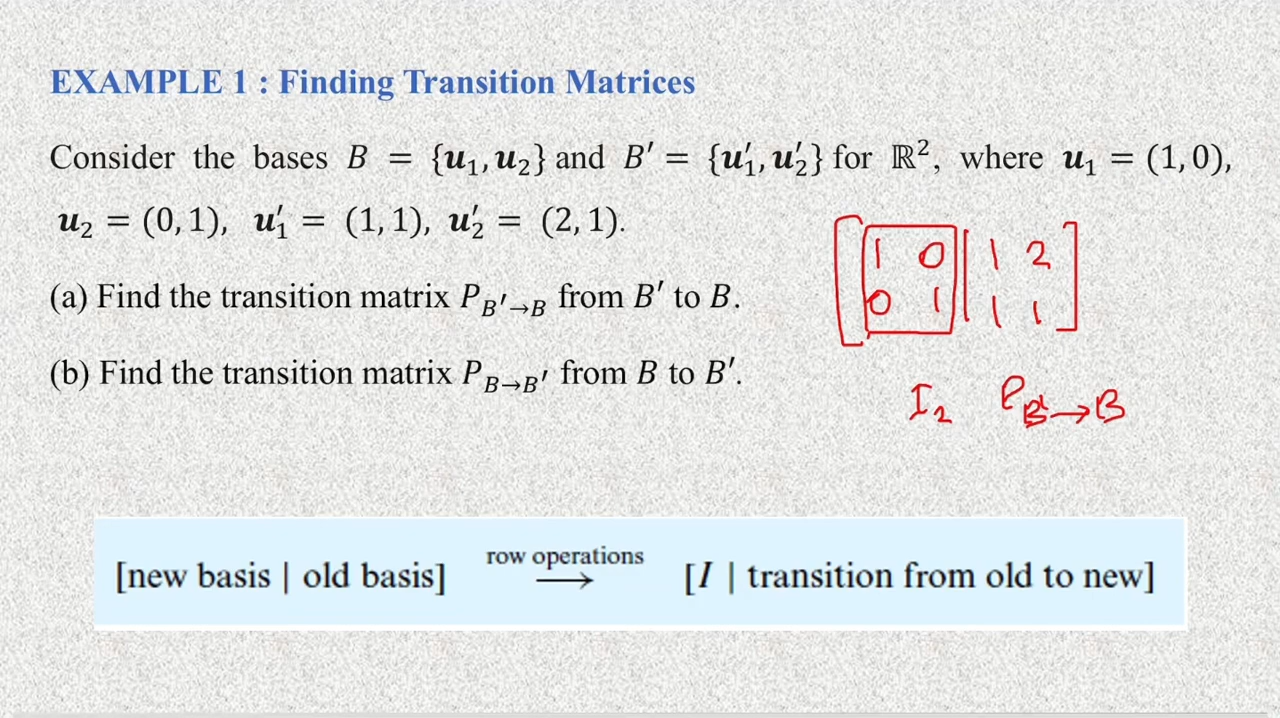 EXAMPLE 1 : Finding Transition Matrices
Consider the bases B = {u₁, u₂} and B′ = {u′₁, u′₂} for ℝ², where u₁ = (1, 0),
u₂ = (0, 1), u′₁ = (1, 1), u′₂ = (2, 1).
[1 0 | 1 2]
[0 1 | 1 1]
(a) Find the transition matrix P_B′→B from B′ to B.
(b) Find the transition matrix P_B→B′ from B to B′.
I₂ P_B′→B
[new basis | old basis] row operations → [I | transition from old to new]